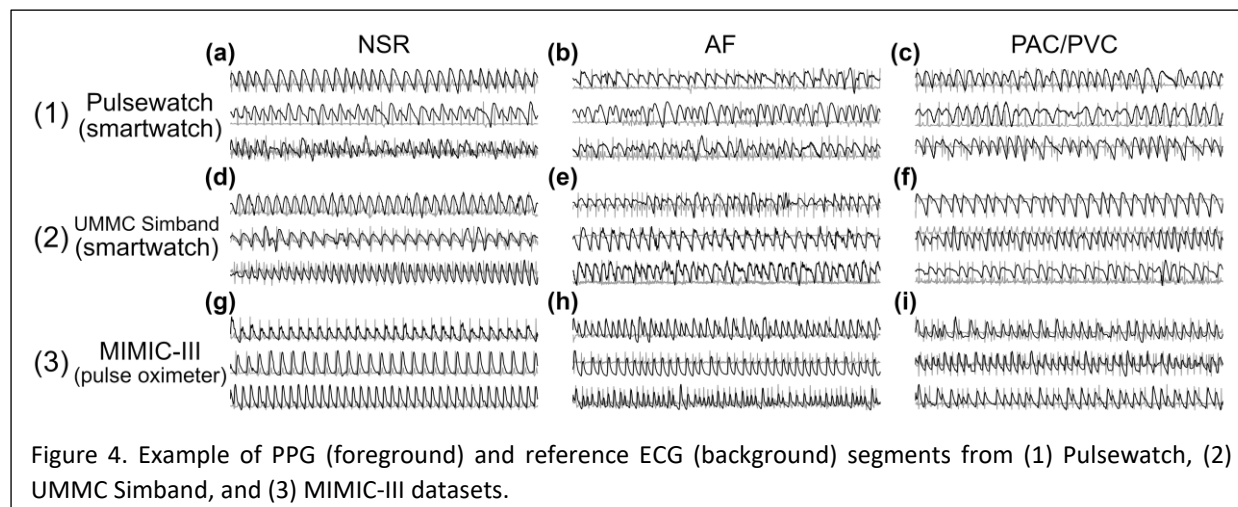 NSR AF PAC/PVC
(a) (b) (c)
(1) Pulsewatch
(smartwatch)
(d) (e) (f)
(2) UMMC Simband
(smartwatch)
(g) (h) (i)
(3) MIMIC-III
(pulse oximeter)
Figure 4. Example of PPG (foreground) and reference ECG (background) segments from (1) Pulsewatch, (2)
UMMC Simband, and (3) MIMIC-III datasets.